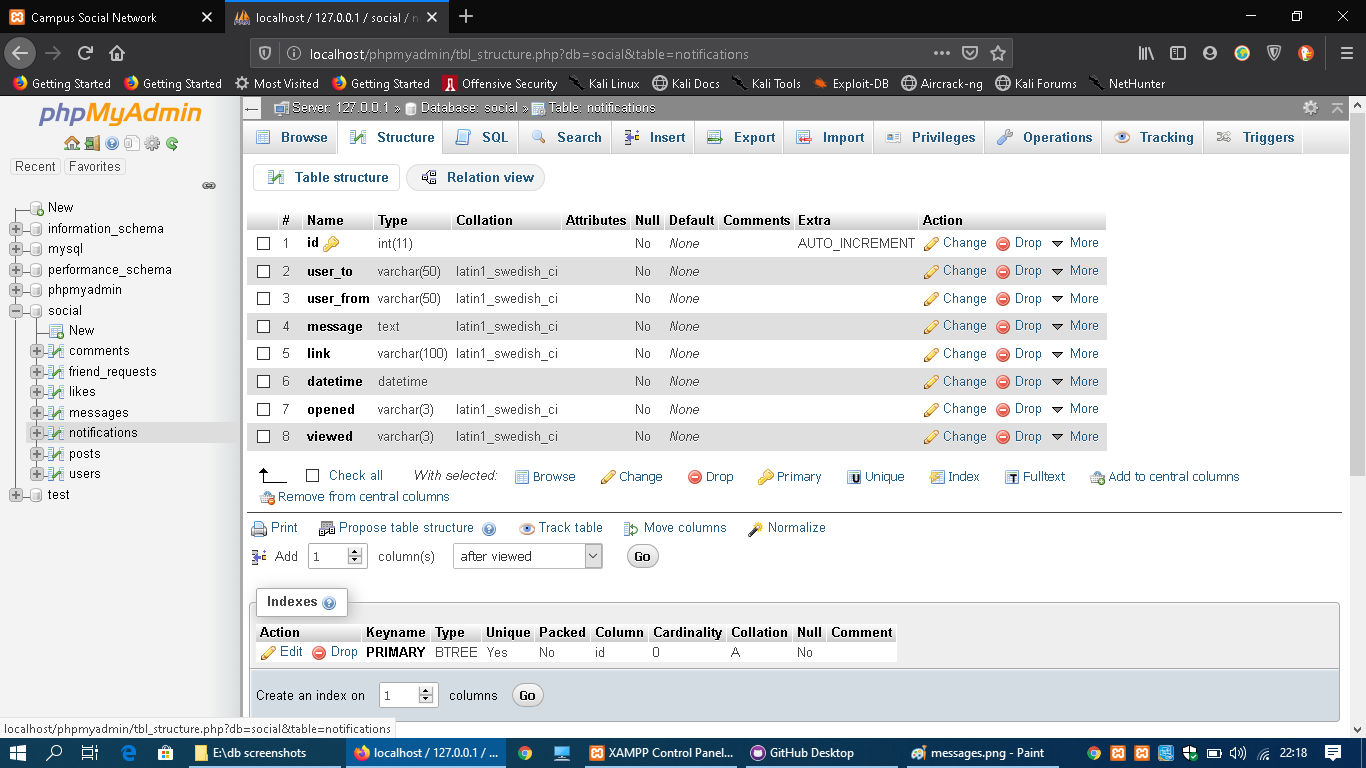 Campus Social Network
localhost / 127.0.0.1 / social / n
localhost/phpmyadmin/tbl_structure.php?db=social&table=notifications
Getting Started Getting Started Most Visited Getting Started Offensive Security Kali Linux Kali Docs Kali Tools Exploit-DB Aircrack-ng Kali Forums NetHunter
phpMyAdmin
Recent Favorites
New
information_schema
mysql
performance_schema
phpmyadmin
social
New
comments
friend_requests
likes
messages
notifications
posts
users
test
Server: 127.0.0.1 » Database: social » Table: notifications
Browse Structure SQL Search Insert Export Import Privileges Operations Tracking Triggers
Table structure Relation view
# Name Type Collation Attributes Null Default Comments Extra Action
1 id int(11) No None AUTO_INCREMENT Change Drop More
2 user_to varchar(50) latin1_swedish_ci No None Change Drop More
3 user_from varchar(50) latin1_swedish_ci No None Change Drop More
4 message text latin1_swedish_ci No None Change Drop More
5 link varchar(100) latin1_swedish_ci No None Change Drop More
6 datetime datetime No None Change Drop More
7 opened varchar(3) latin1_swedish_ci No None Change Drop More
8 viewed varchar(3) latin1_swedish_ci No None Change Drop More
Check all With selected: Browse Change Drop Primary Unique Index Fulltext Add to central columns
Remove from central columns
Print Propose table structure Track table Move columns Normalize
Add 1 column(s) after viewed Go
Indexes
Action Keyname Type Unique Packed Column Cardinality Collation Null Comment
Edit Drop PRIMARY BTREE Yes No id 0 A No
Create an index on 1 columns Go
localhost/phpmyadmin/tbl_structure.php?db=social&table=notifications
E:\db screenshots localhost / 127.0.0.1 / ... XAMPP Control Panel... GitHub Desktop messages.png - Paint 22:18